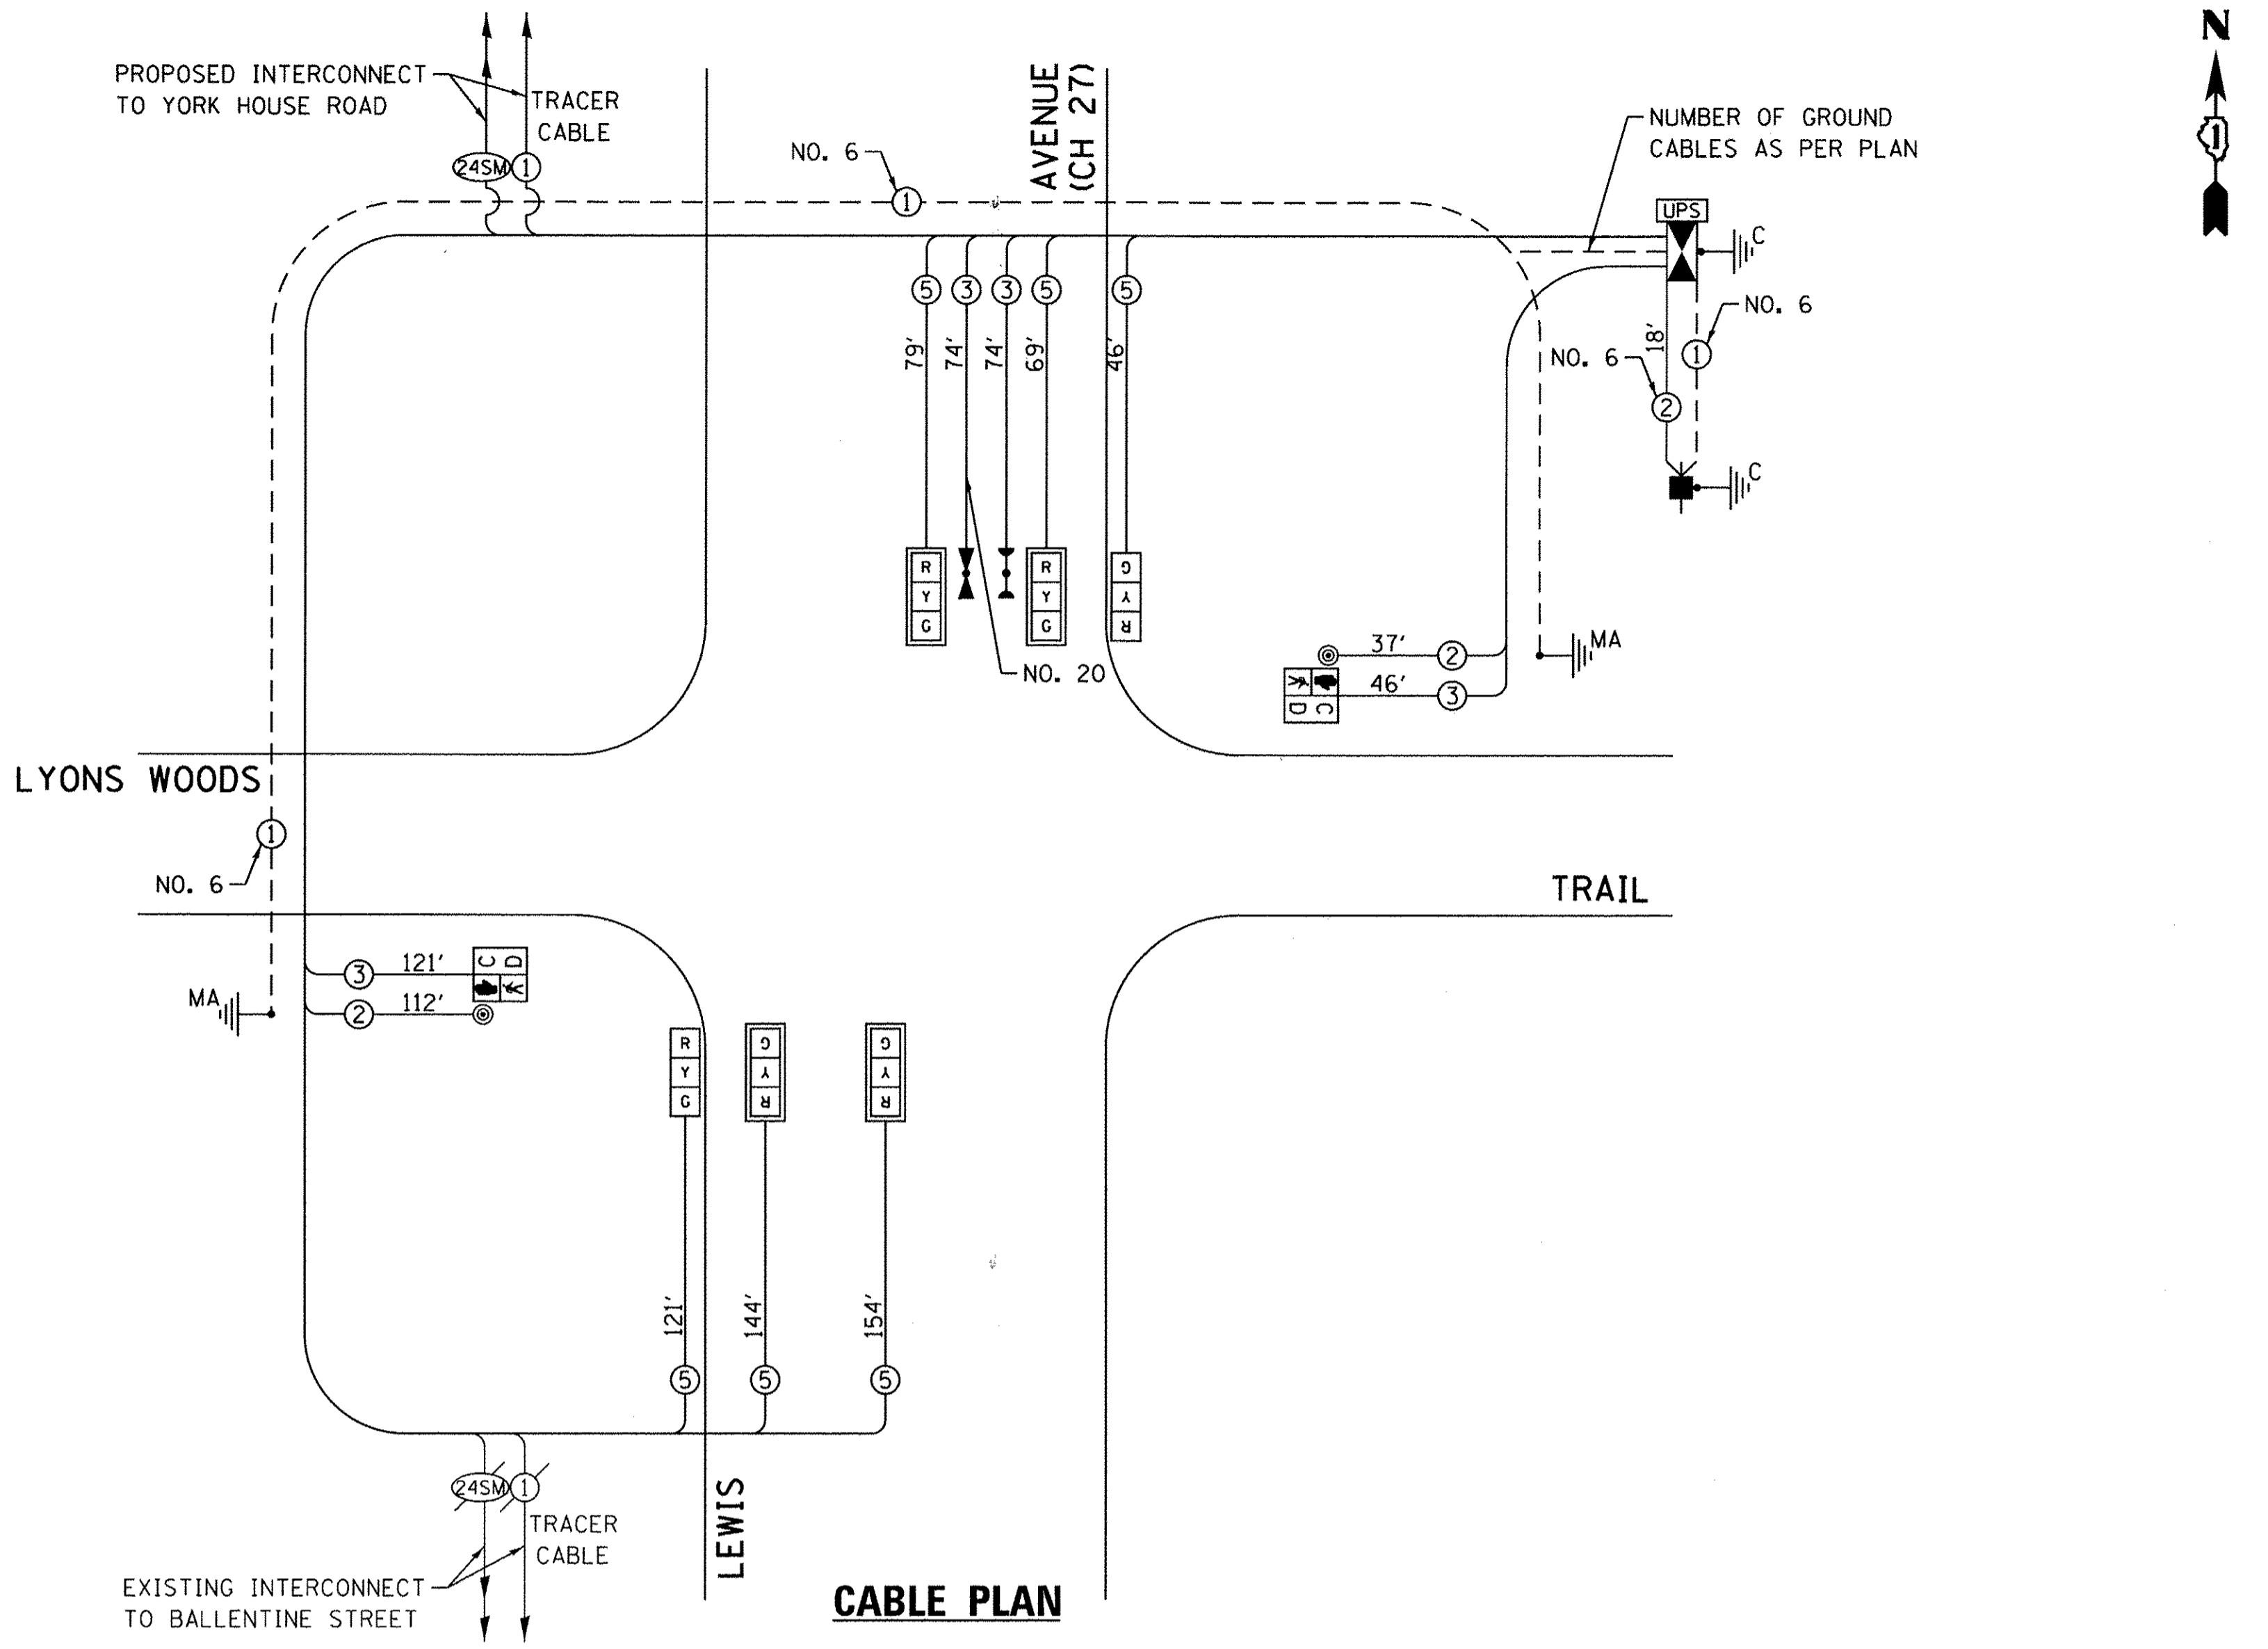 N
1
PROPOSED INTERCONNECT
TO YORK HOUSE ROAD
TRACER
CABLE
24SM
1
AVENUE
(CH 27)
NO. 6
1
NUMBER OF GROUND
CABLES AS PER PLAN
UPS
C
5
3
3
5
5
79'
74'
74'
69'
46'
18'
NO. 6
1
NO. 6
2
C
R
Y
G
R
Y
G
G
Y
R
NO. 20
37'
2
46'
3
D
C
MA
LYONS WOODS
1
NO. 6
TRAIL
3
121'
C
D
2
112'
MA
R
Y
G
G
Y
R
G
Y
R
121'
144'
154'
5
5
5
24SM
1
TRACER
CABLE
LEWIS
EXISTING INTERCONNECT
TO BALLENTINE STREET
CABLE PLAN